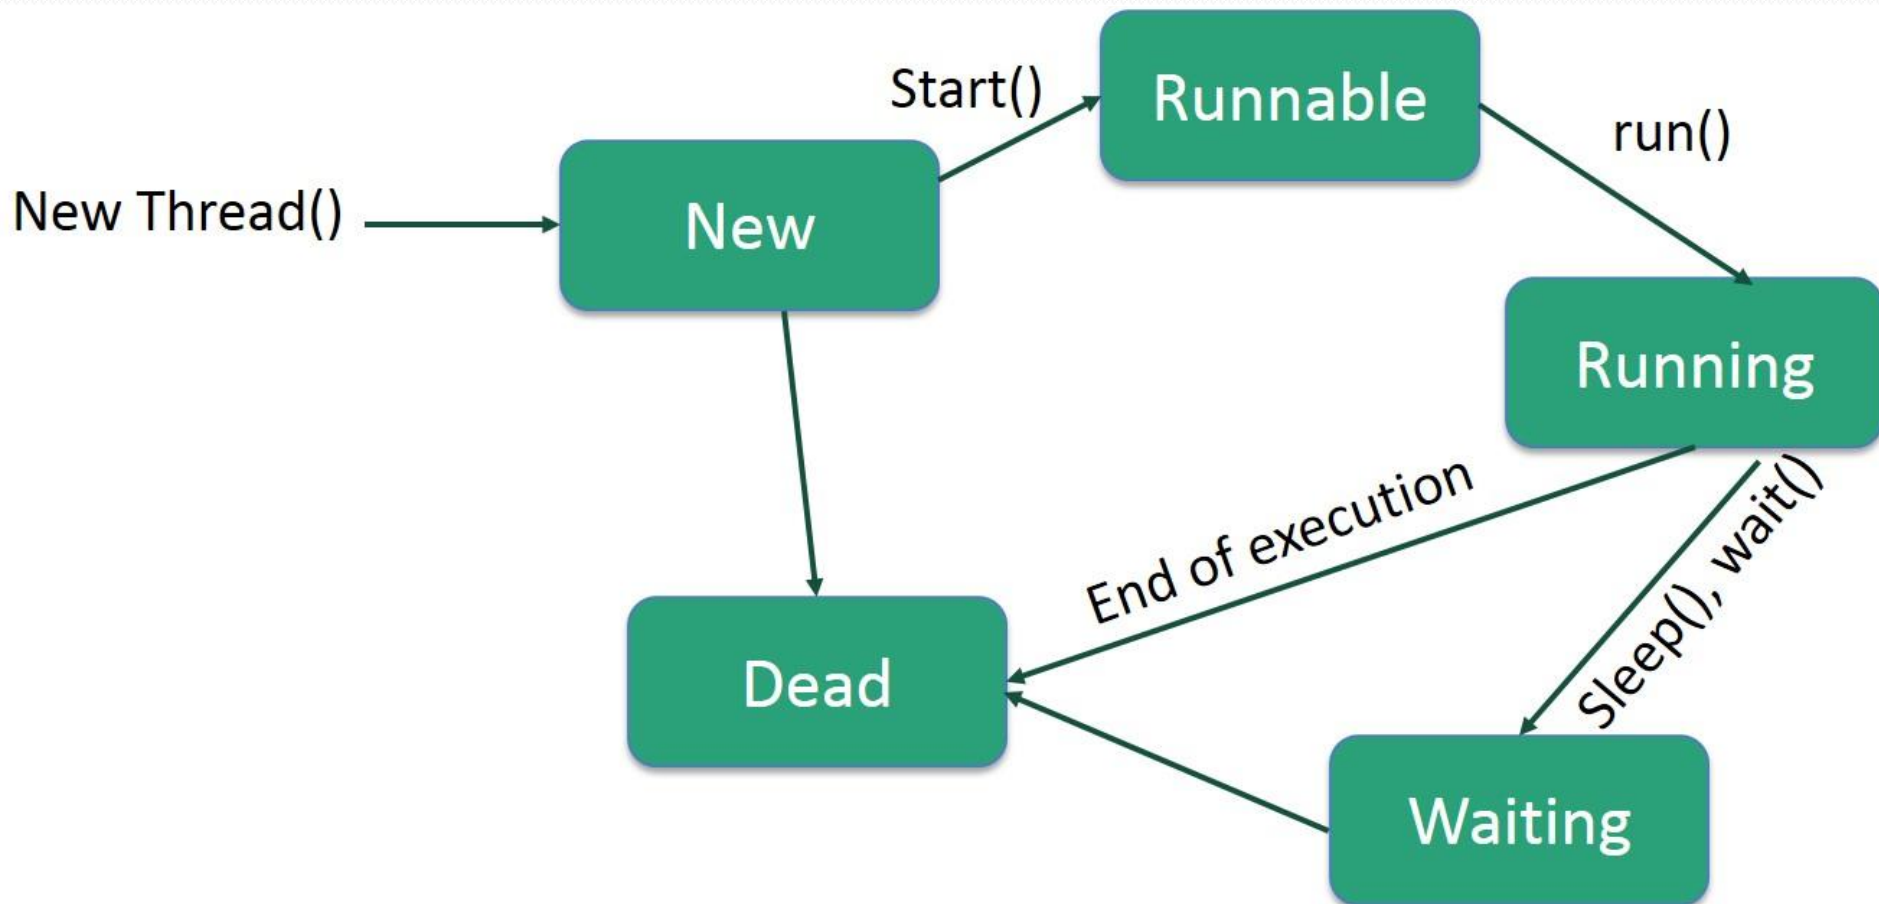 Start()
Runnable
run()
New Thread()
New
Running
End of execution
Sleep(), wait()
Dead
Waiting